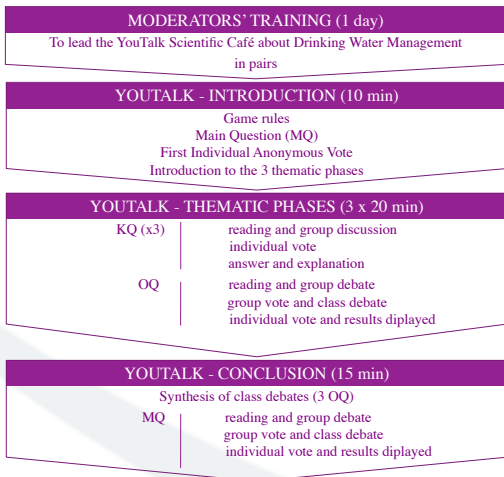 MODERATORS’ TRAINING (1 day)
To lead the YouTalk Scientific Café about Drinking Water Management
in pairs
YOUTALK - INTRODUCTION (10 min)
Game rules
Main Question (MQ)
First Individual Anonymous Vote
Introduction to the 3 thematic phases
YOUTALK - THEMATIC PHASES (3 x 20 min)
KQ (x3) reading and group discussion
individual vote
answer and explanation
OQ reading and group debate
group vote and class debate
individual vote and results diplayed
YOUTALK - CONCLUSION (15 min)
Synthesis of class debates (3 OQ)
MQ reading and group debate
group vote and class debate
individual vote and results diplayed